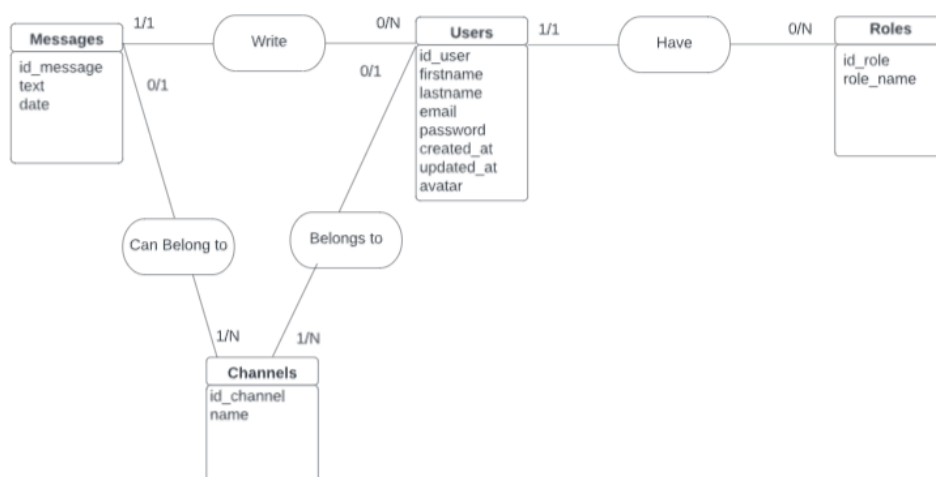 1/1
Write
0/N
Messages
id_message
text
date
0/1
Users
id_user
firstname
lastname
email
password
created_at
updated_at
avatar
0/1
1/1
Have
0/N
Roles
id_role
role_name
Can Belong to
Belongs to
1/N
1/N
Channels
id_channel
name